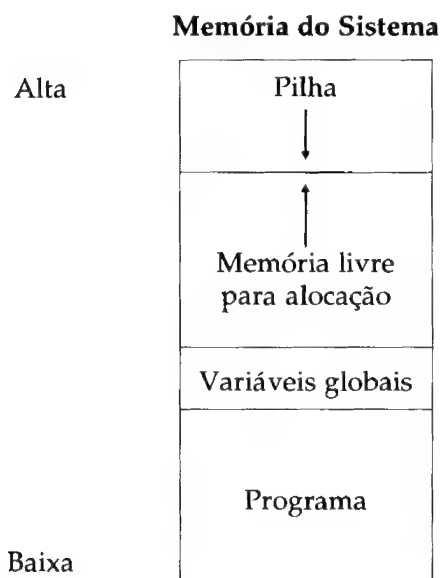 Memória do Sistema
Alta
Pilha
Memória livre
para alocação
Variáveis globais
Programa
Baixa